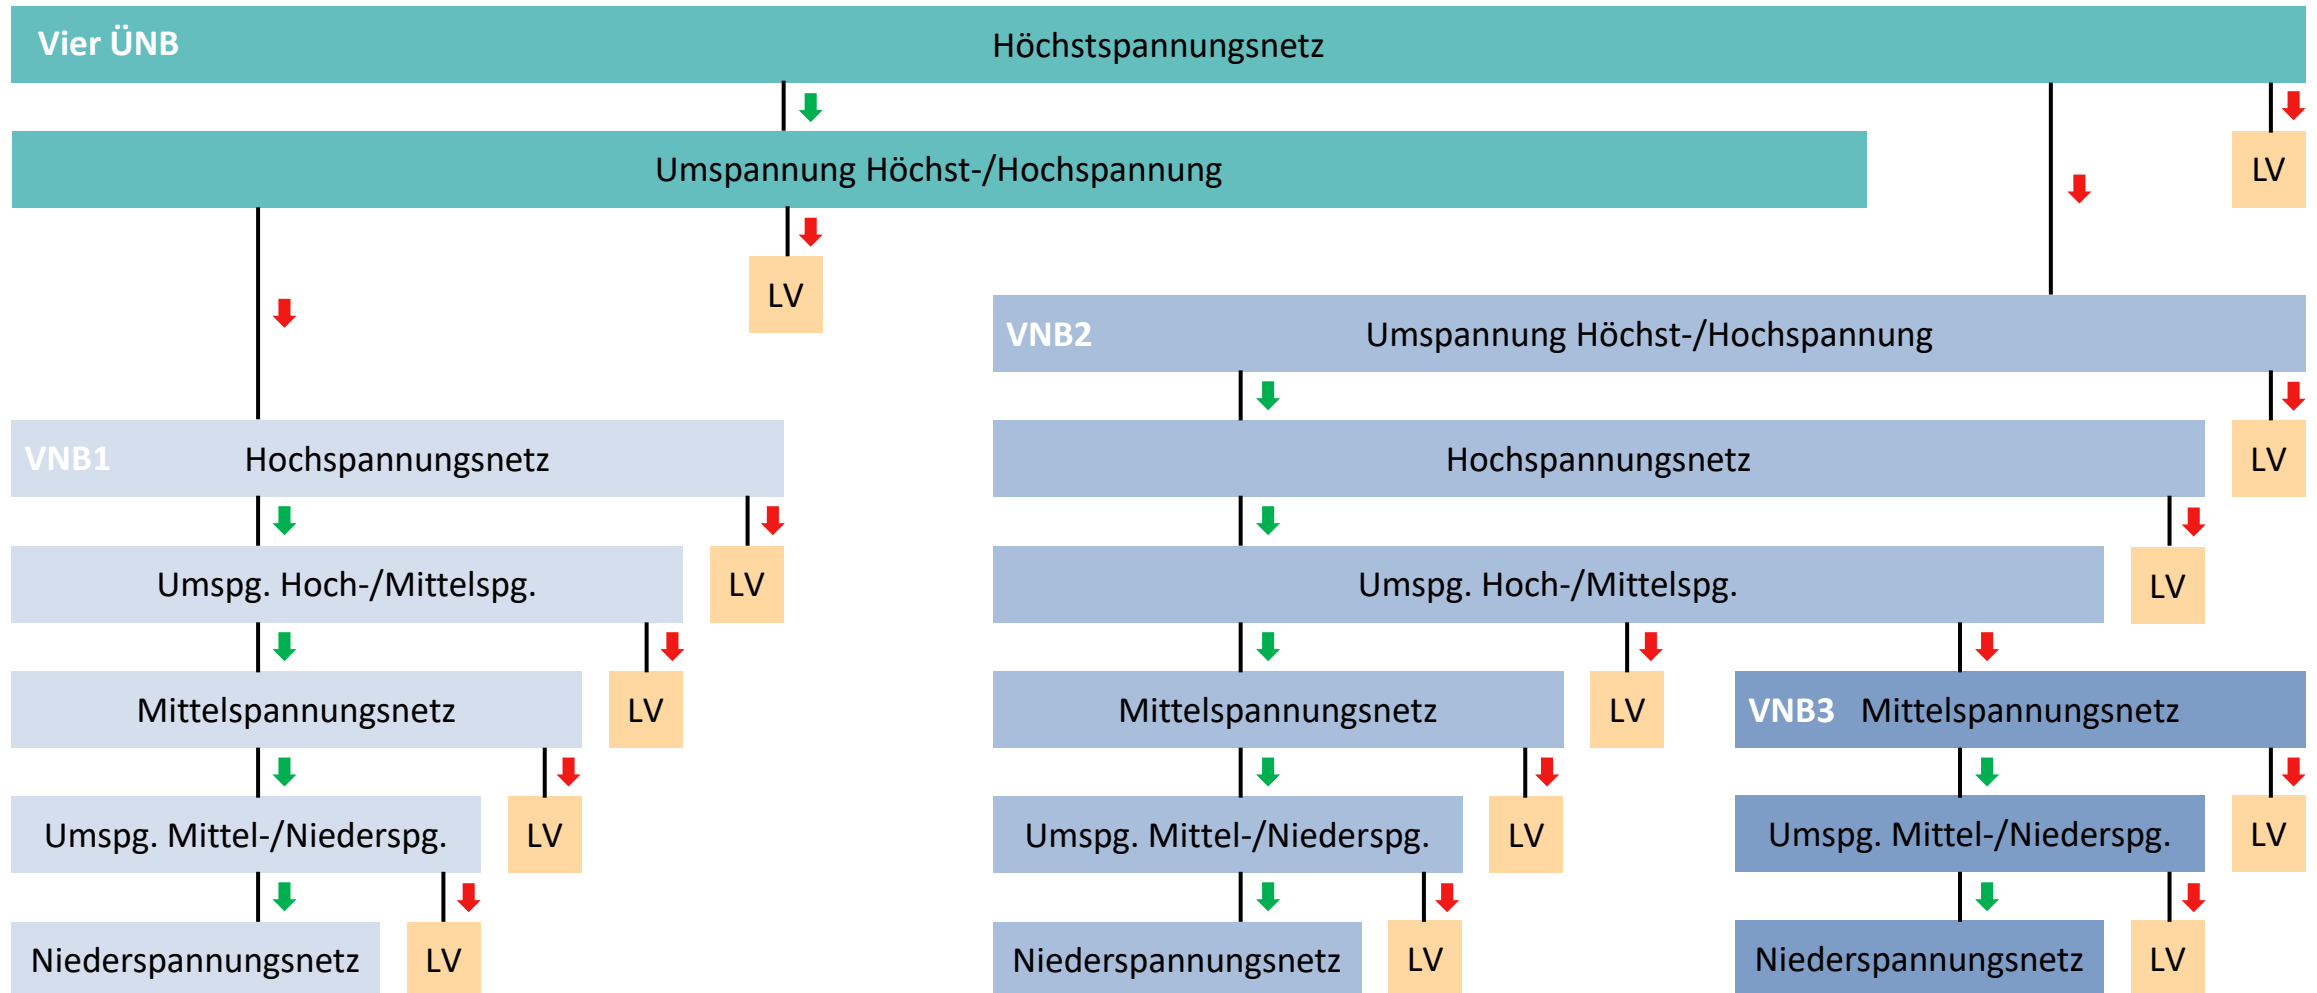 Vier ÜNB
Höchstspannungsnetz
Umspannung Höchst-/Hochspannung
LV
LV
VNB2
Umspannung Höchst-/Hochspannung
VNB1
Hochspannungsnetz
Hochspannungsnetz
LV
Umspg. Hoch-/Mittelspg.
LV
Umspg. Hoch-/Mittelspg.
LV
Mittelspannungsnetz
LV
Mittelspannungsnetz
LV
VNB3
Mittelspannungsnetz
Umspg. Mittel-/Niederspg.
LV
Umspg. Mittel-/Niederspg.
LV
Umspg. Mittel-/Niederspg.
LV
Niederspannungsnetz
LV
Niederspannungsnetz
LV
Niederspannungsnetz
LV